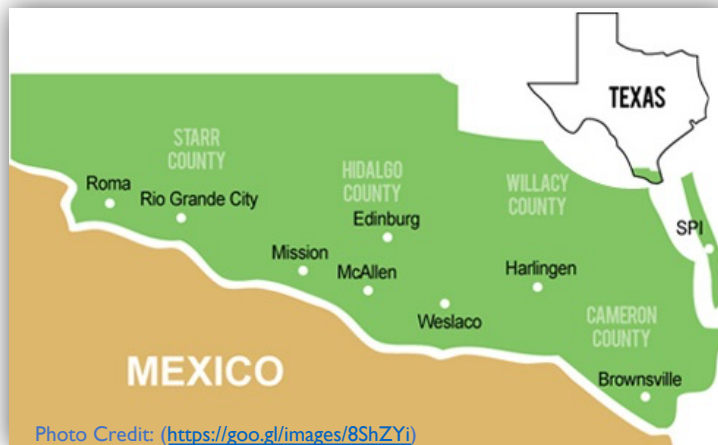 TEXAS
STARR
COUNTY
HIDALGO
COUNTY
WILLACY
COUNTY
Roma
Rio Grande City
Edinburg
SPI
Mission
McAllen
Harlingen
Weslaco
CAMERON
COUNTY
MEXICO
Brownsville
Photo Credit: (https://goo.gl/images/8ShZYi)